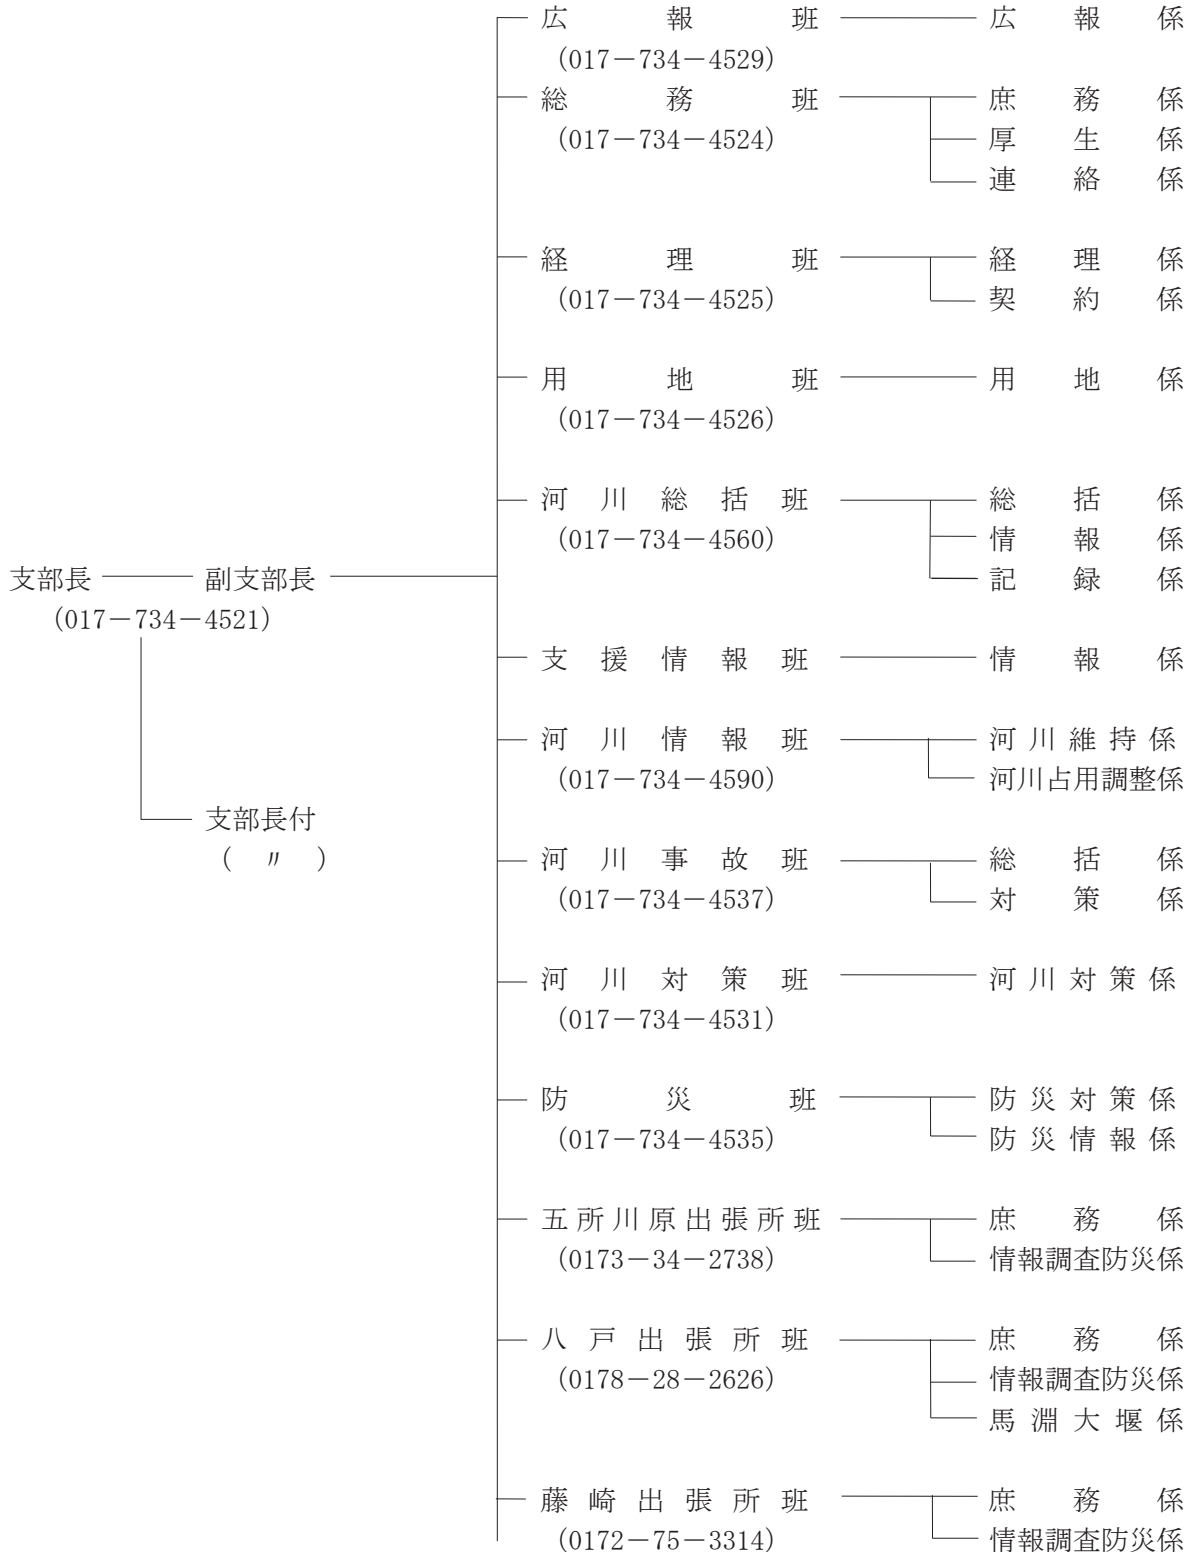 広報班 広報係
(017－734－4529)
総務班 庶務係
(017－734－4524) 厚生係
連絡係
経理班 経理係
(017－734－4525) 契約係
用地班 用地係
(017－734－4526)
河川総括班 総括係
(017－734－4560) 情報係
支部長 副支部長 記録係
(017－734－4521)
支援情報班 情報係
河川情報班 河川維持係
(017－734－4590) 河川占用調整係
支部長付
(〃) 河川事故班 総括係
(017－734－4537) 対策係
河川対策班 河川対策係
(017－734－4531)
防災班 防災対策係
(017－734－4535) 防災情報係
五所川原出張所班 庶務係
(0173－34－2738) 情報調査防災係
八戸出張所班 庶務係
(0178－28－2626) 情報調査防災係
馬淵大堰係
藤崎出張所班 庶務係
(0172－75－3314) 情報調査防災係